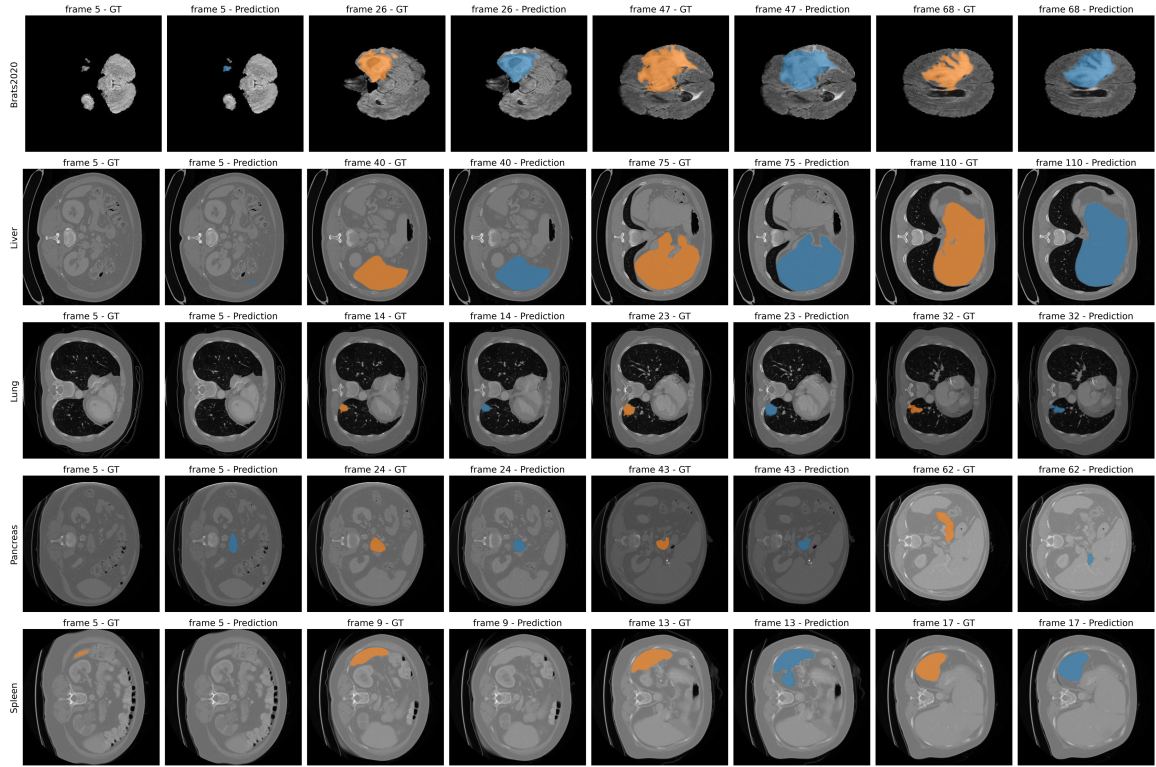 frame 5 - GT frame 5 - Prediction frame 26 - GT frame 26 - Prediction frame 47 - GT frame 47 - Prediction frame 68 - GT frame 68 - Prediction
Brats2020
frame 5 - GT frame 5 - Prediction frame 40 - GT frame 40 - Prediction frame 75 - GT frame 75 - Prediction frame 110 - GT frame 110 - Prediction
Liver
frame 5 - GT frame 5 - Prediction frame 14 - GT frame 14 - Prediction frame 23 - GT frame 23 - Prediction frame 32 - GT frame 32 - Prediction
Lung
frame 5 - GT frame 5 - Prediction frame 24 - GT frame 24 - Prediction frame 43 - GT frame 43 - Prediction frame 62 - GT frame 62 - Prediction
Pancreas
frame 5 - GT frame 5 - Prediction frame 9 - GT frame 9 - Prediction frame 13 - GT frame 13 - Prediction frame 17 - GT frame 17 - Prediction
Spleen